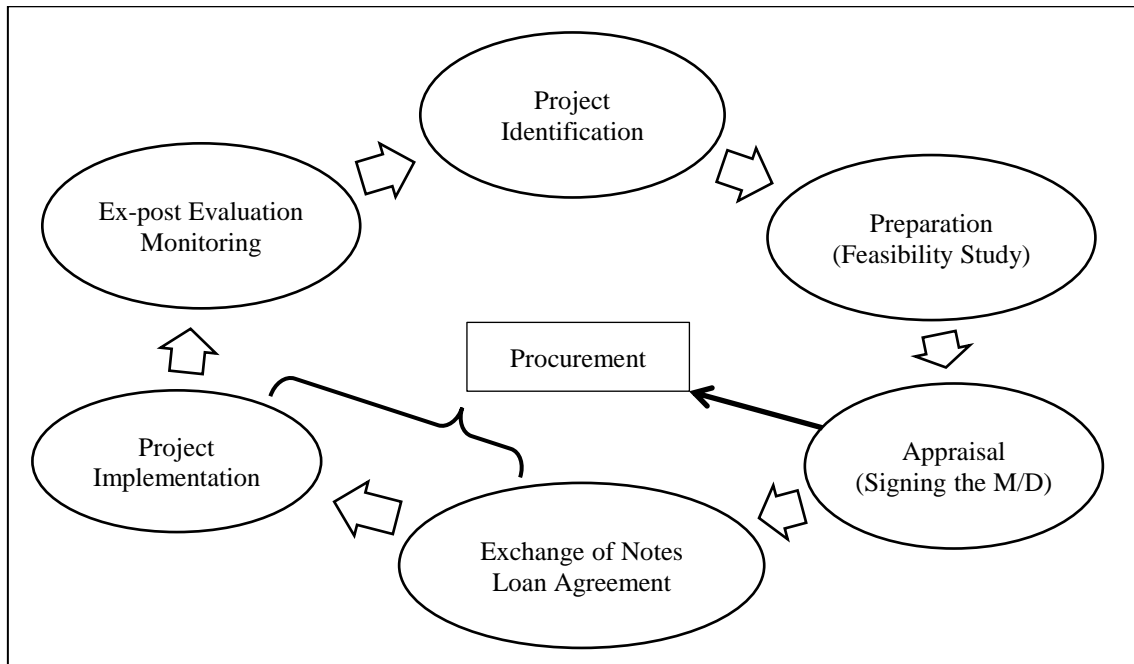 Project
Identification
Preparation
(Feasibility Study)
Appraisal
(Signing the M/D)
Exchange of Notes
Loan Agreement
Project
Implementation
Ex-post Evaluation
Monitoring
Procurement